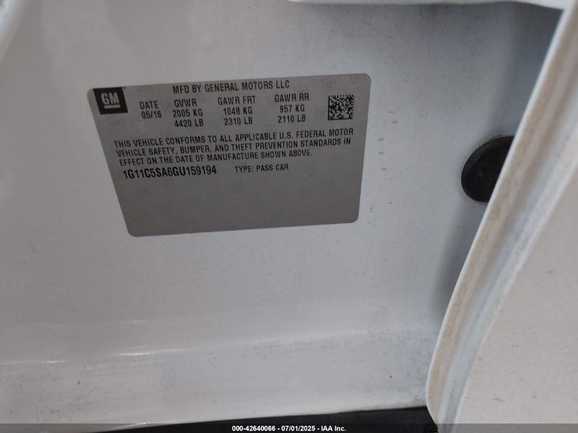 GM
MFD BY GENERAL MOTORS LLC
DATE GVWR GAWR FRT GAWR RR
05/16 2005 KG 1048 KG 957 KG
4420 LB 2310 LB 2110 LB
THIS VEHICLE CONFORMS TO ALL APPLICABLE U.S. FEDERAL MOTOR
VEHICLE SAFETY, BUMPER, AND THEFT PREVENTION STANDARDS IN
EFFECT ON THE DATE OF MANUFACTURE SHOWN ABOVE.
1G11C5SA6GU159194 TYPE: PASS CAR
000-42640066 - 07/01/2025 - IAA Inc.